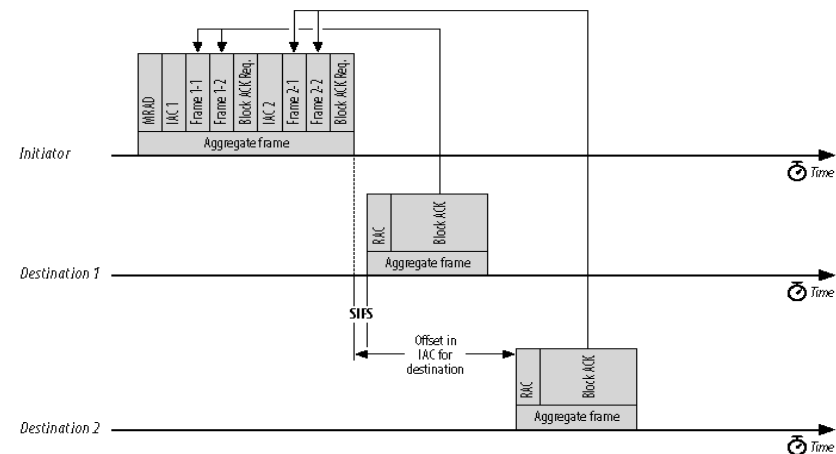 MRAD
IAC 1
Frame 1-1
Frame 1-2
Block ACK Req.
IAC 2
Frame 2-1
Frame 2-2
Block ACK Req.
Aggregate frame
Initiator
Time
RAC
Block ACK
Aggregate frame
Destination 1
Time
SIFS
Offset in
IAC for
destination
RAC
Block ACK
Aggregate frame
Destination 2
Time